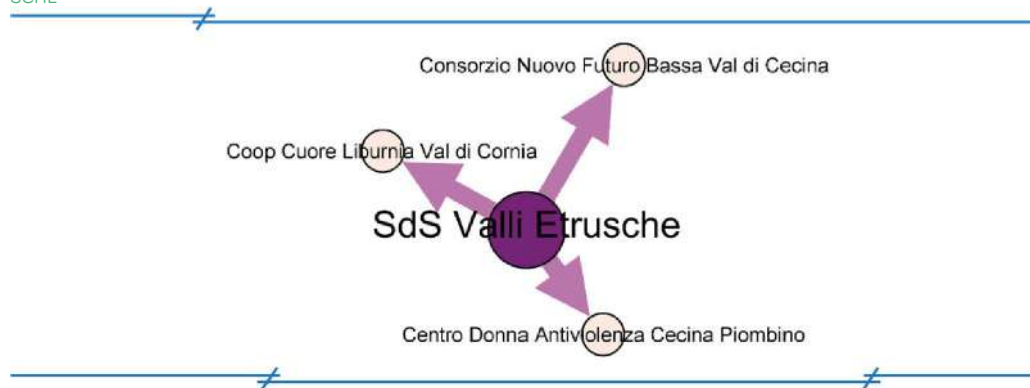 Consorzio Nuovo Futuro Bassa Val di Cecina
Coop Cuore Liburnia Val di Cornia
SdS Valli Etrusche
Centro Donna Antiviolenza Cecina Piombino